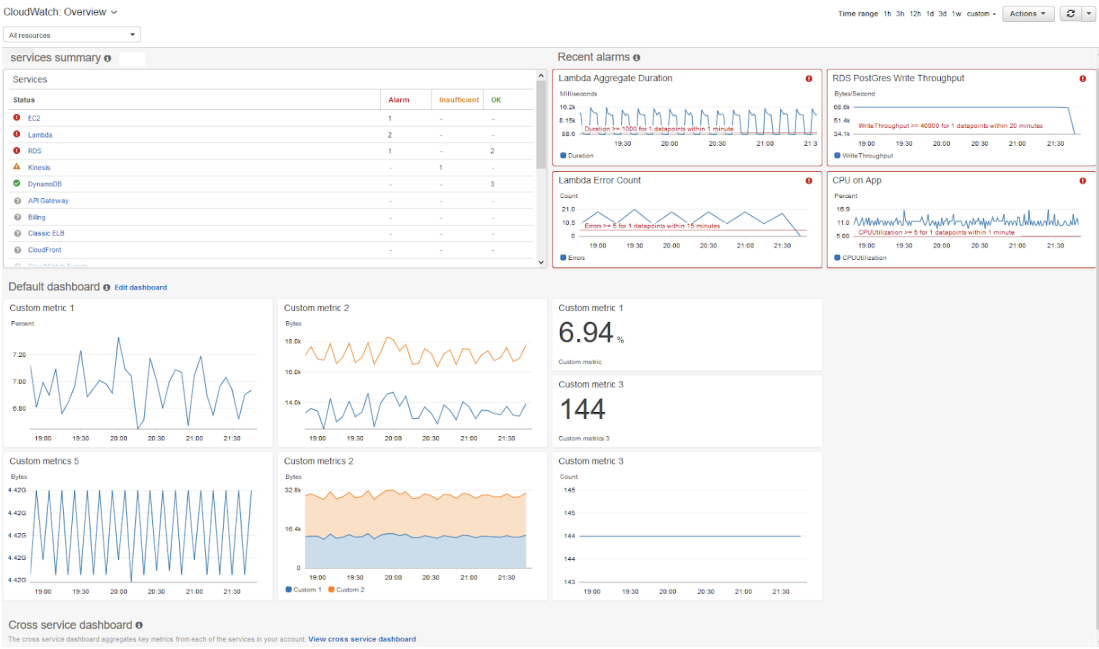 CloudWatch: Overview
Time range 1h 3h 12h 1d 3d 1w custom Actions
All resources
services summary
Services
Status Alarm Insufficient OK
EC2 1 - -
Lambda 2 - -
RDS 1 - 2
Kinesis - 1 -
DynamoDB - - 3
API Gateway - - -
Billing - - -
Classic ELB - - -
CloudFront - - -
Recent alarms
Lambda Aggregate Duration
Milliseconds
16.2k
8.15k
88.6
Duration >= 1000 for 1 datapoints within 1 minute
19:30 20:00 20:30 21:00 21:3
Duration
RDS PostGres Write Throughput
Bytes/Second
68.6k
51.4k
34.1k
WriteThroughput >= 40000 for 1 datapoints within 20 minutes
19:00 19:30 20:00 20:30 21:00 21:30
WriteThroughput
Lambda Error Count
Count
21.0
10.5
0
Errors >= 5 for 1 datapoints within 15 minutes
19:00 19:30 20:00 20:30 21:00 21:30
Errors
CPU on App
Percent
16.9
11.0
5.00
CPUUtilization >= 5 for 1 datapoints within 1 minute
19:00 19:30 20:00 20:30 21:00 21:30
CPUUtilization
Default dashboard Edit dashboard
Custom metric 1
Percent
7.20
7.00
6.80
19:00 19:30 20:00 20:30 21:00 21:30
Custom metric 2
Bytes
18.6k
16.6k
14.6k
19:00 19:30 20:00 20:30 21:00 21:30
Custom metric 1
6.94 %
Custom metric
Custom metric 3
144
Custom metrics 3
Custom metrics 5
Bytes
4.42G
4.42G
4.42G
4.42G
4.42G
19:00 19:30 20:00 20:30 21:00 21:30
Custom metrics 2
Bytes
32.8k
16.4k
0
19:00 19:30 20:00 20:30 21:00 21:30
Custom 1 Custom 2
Custom metric 3
Count
145
145
144
144
143
19:00 19:30 20:00 20:30 21:00 21:30
Cross service dashboard
The cross service dashboard aggregates key metrics from each of the services in your account. View cross service dashboard